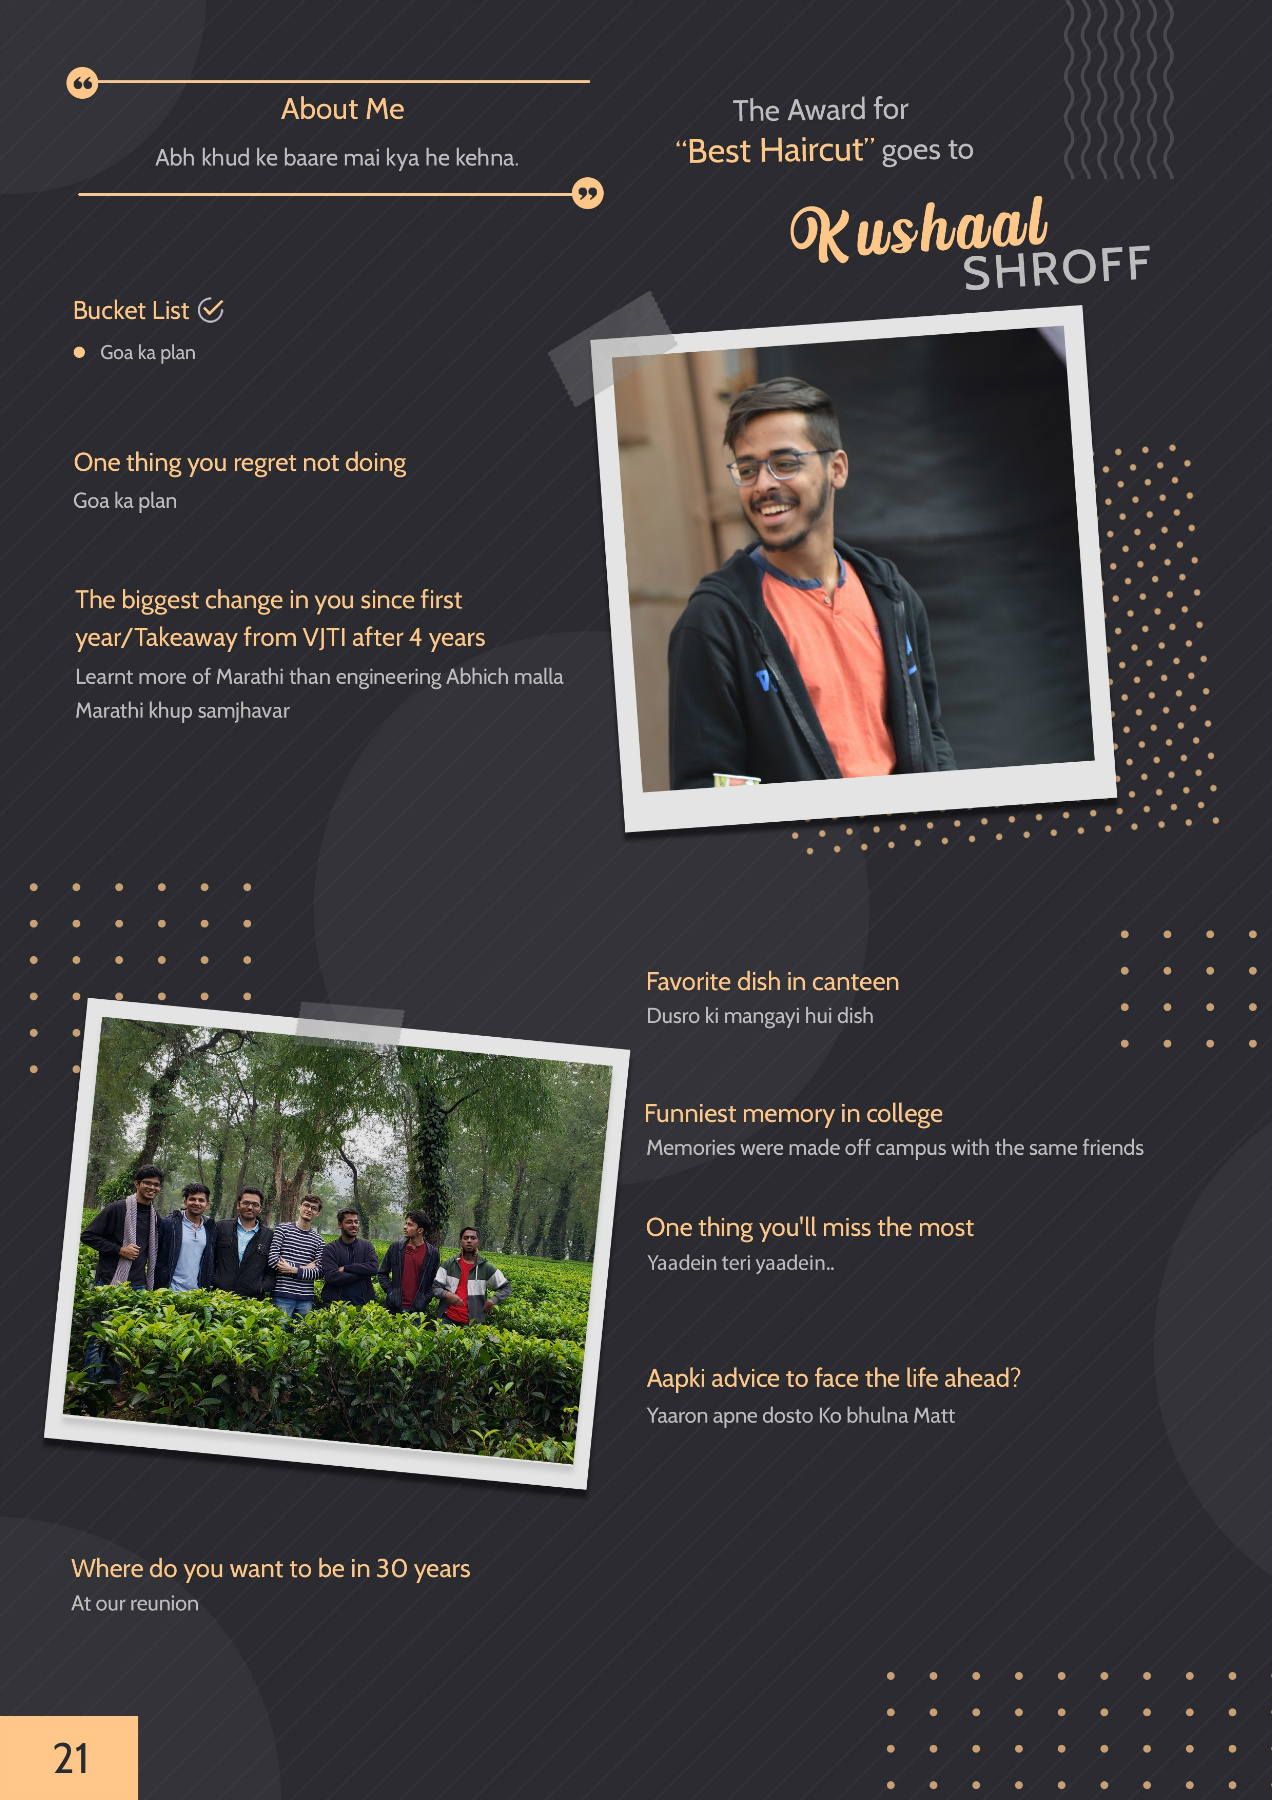 About Me
Abh khud ke baare mai kya he kehna.
The Award for
“Best Haircut” goes to
Kushaal
SHROFF
Bucket List
Goa ka plan
One thing you regret not doing
Goa ka plan
The biggest change in you since first
year/Takeaway from VJTI after 4 years
Learnt more of Marathi than engineering Abhich malla
Marathi khup samjhavar
Favorite dish in canteen
Dusro ki mangayi hui dish
Funniest memory in college
Memories were made off campus with the same friends
One thing you'll miss the most
Yaadein teri yaadein..
Aapki advice to face the life ahead?
Yaaron apne dosto Ko bhulna Matt
Where do you want to be in 30 years
At our reunion
21